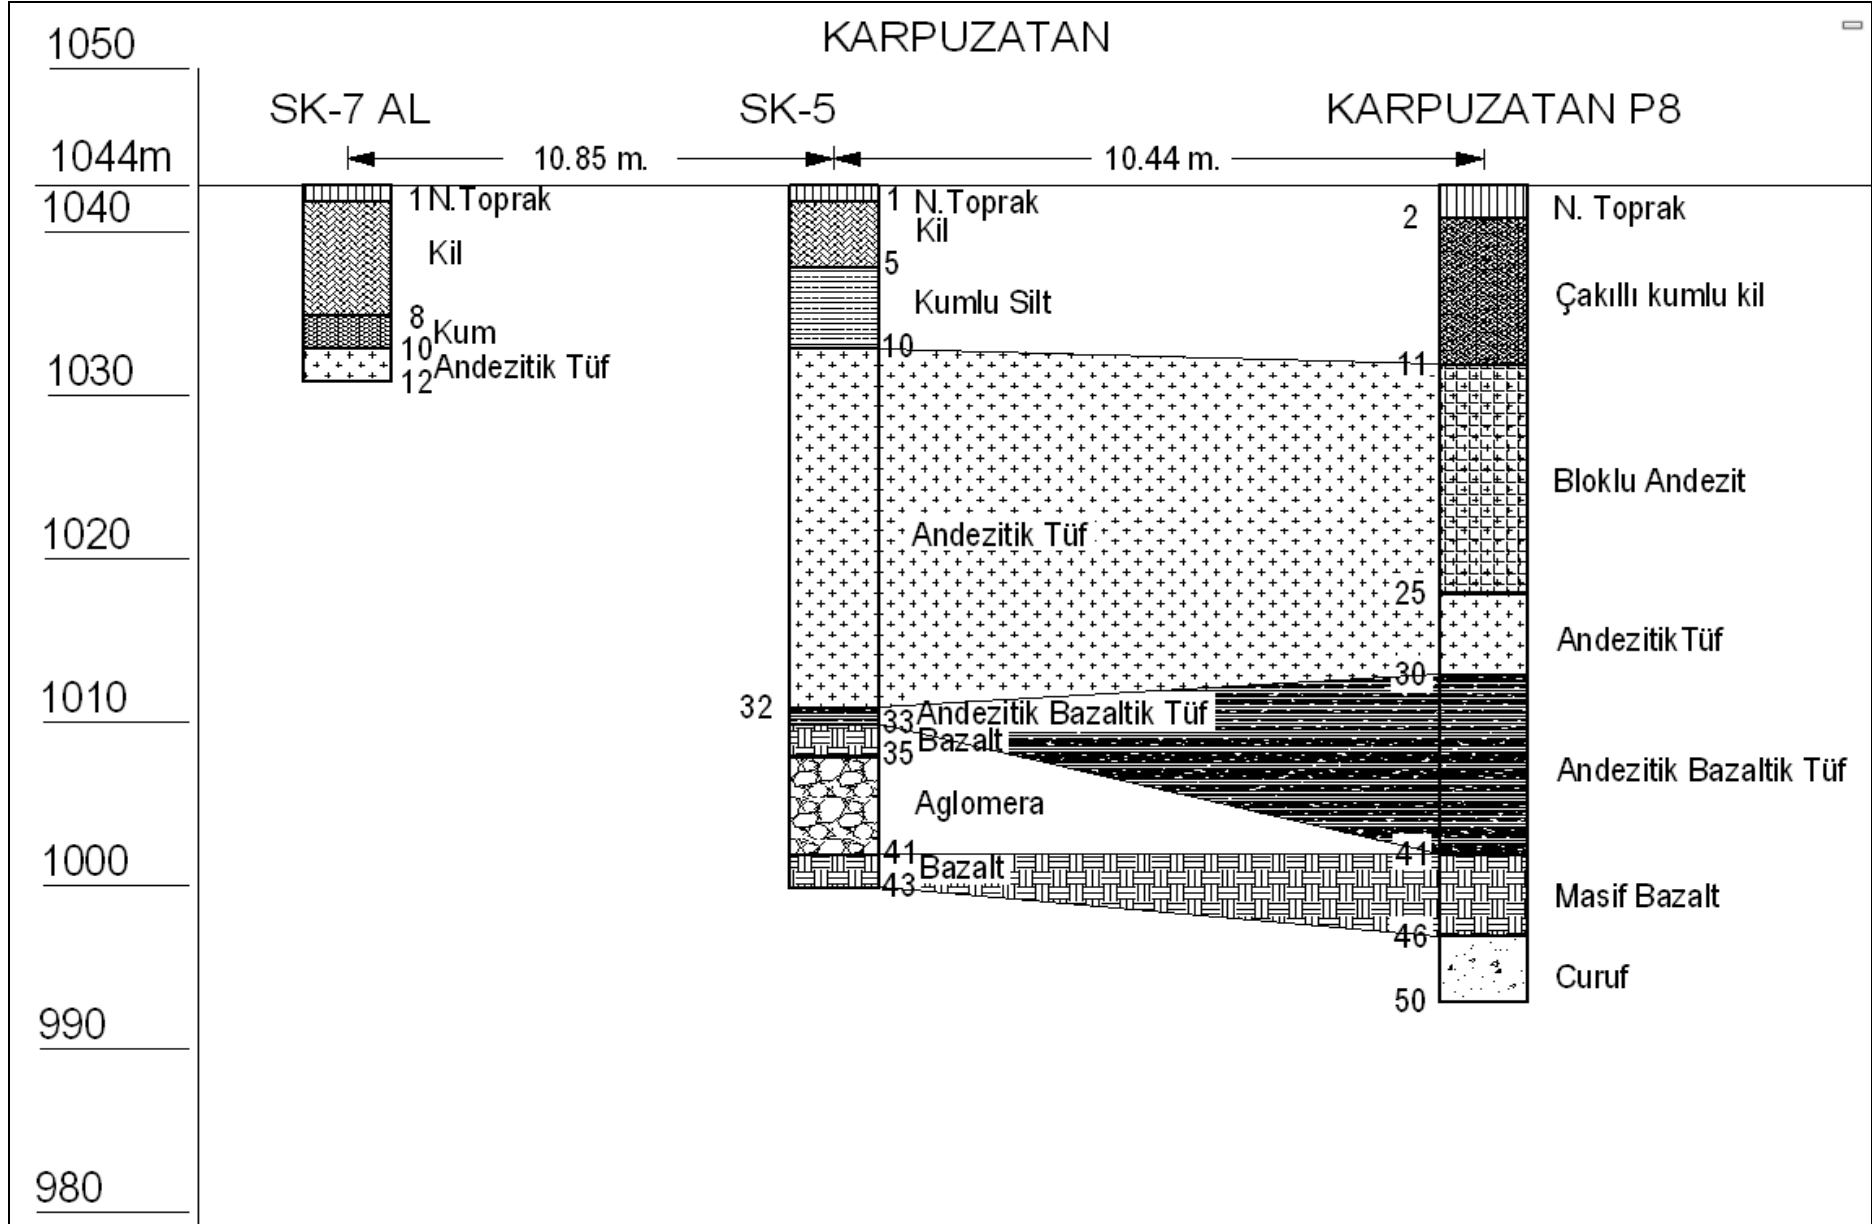 KARPUZATAN
1050
SK-7 AL
SK-5
KARPUZATAN P8
1044m
10.85 m.
10.44 m.
1040
1030
1020
1010
1000
990
980
1 N.Toprak
Kil
8
Kum
10
Andezitik Tüf
12
1 N.Toprak
Kil
5
Kumlu Silt
10
Andezitik Tüf
32
33 Andezitik Bazaltik Tüf
Bazalt
35
Aglomera
41
Bazalt
43
N. Toprak
2
Çakıllı kumlu kil
11
Bloklu Andezit
25
Andezitik Tüf
30
Andezitik Bazaltik Tüf
41
Masif Bazalt
46
Curuf
50